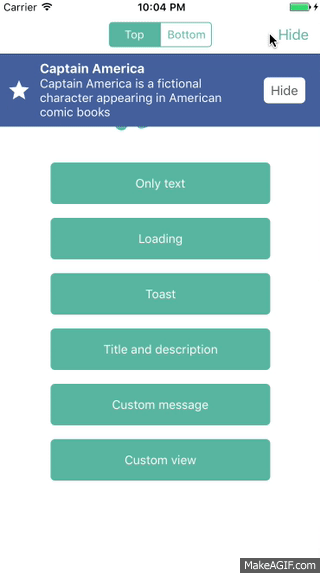 Carrier 10:04 PM
Top Bottom Hide
Captain America
Captain America is a fictional
character appearing in American
comic books
Hide
Only text
Loading
Toast
Title and description
Custom message
Custom view
MakeAGIF.com